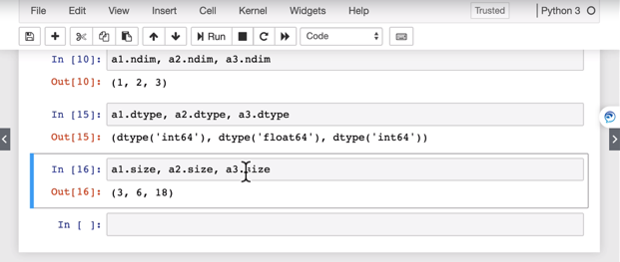 File Edit View Insert Cell Kernel Widgets Help Trusted Python 3
Run Code
In [10]: a1.ndim, a2.ndim, a3.ndim
Out[10]: (1, 2, 3)
In [15]: a1.dtype, a2.dtype, a3.dtype
Out[15]: (dtype('int64'), dtype('float64'), dtype('int64'))
In [16]: a1.size, a2.size, a3.size
Out[16]: (3, 6, 18)
In [ ]: